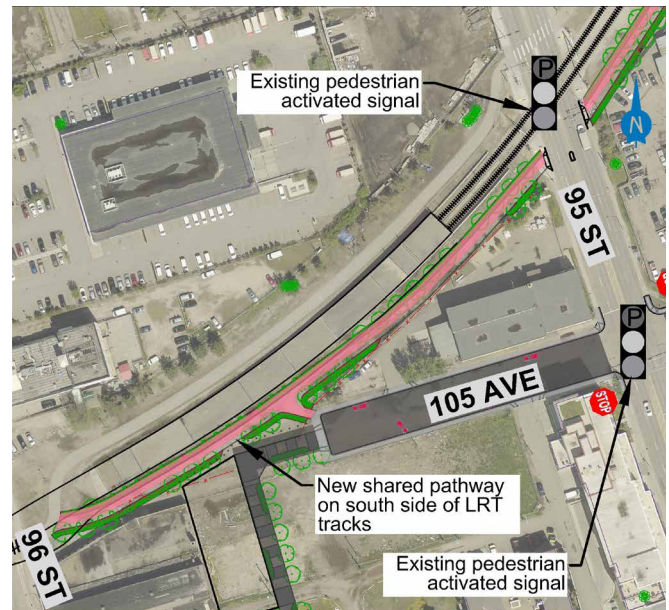 P
Existing pedestrian
activated signal
N
95 ST
P
105 AVE
STOP
New shared pathway
on south side of LRT
tracks
96 ST
Existing pedestrian
activated signal